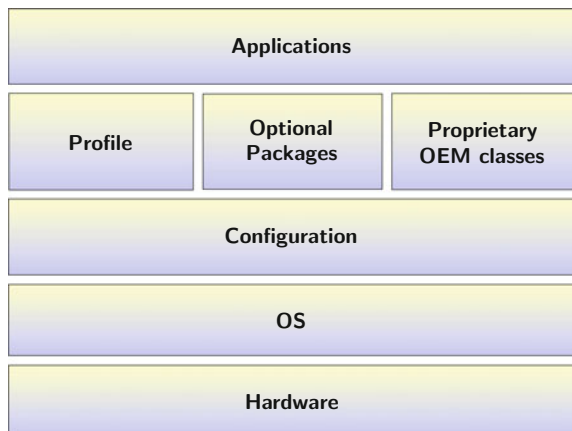 Applications
Profile
Optional
Packages
Proprietary
OEM classes
Configuration
OS
Hardware